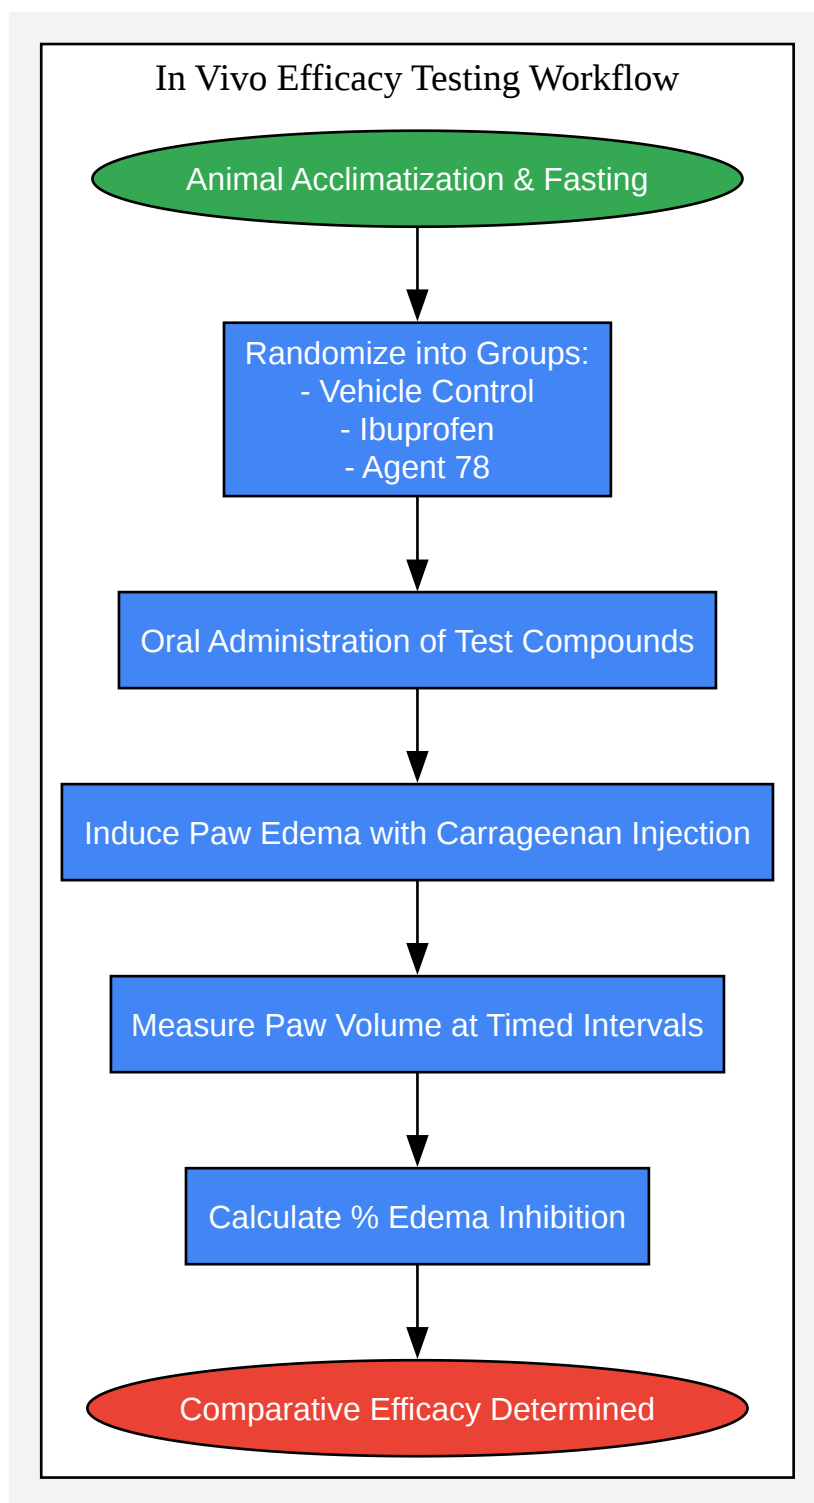 In Vivo Efficacy Testing Workflow
Animal Acclimatization & Fasting
Randomize into Groups:
- Vehicle Control
- Ibuprofen
- Agent 78
Oral Administration of Test Compounds
Induce Paw Edema with Carrageenan Injection
Measure Paw Volume at Timed Intervals
Calculate % Edema Inhibition
Comparative Efficacy Determined